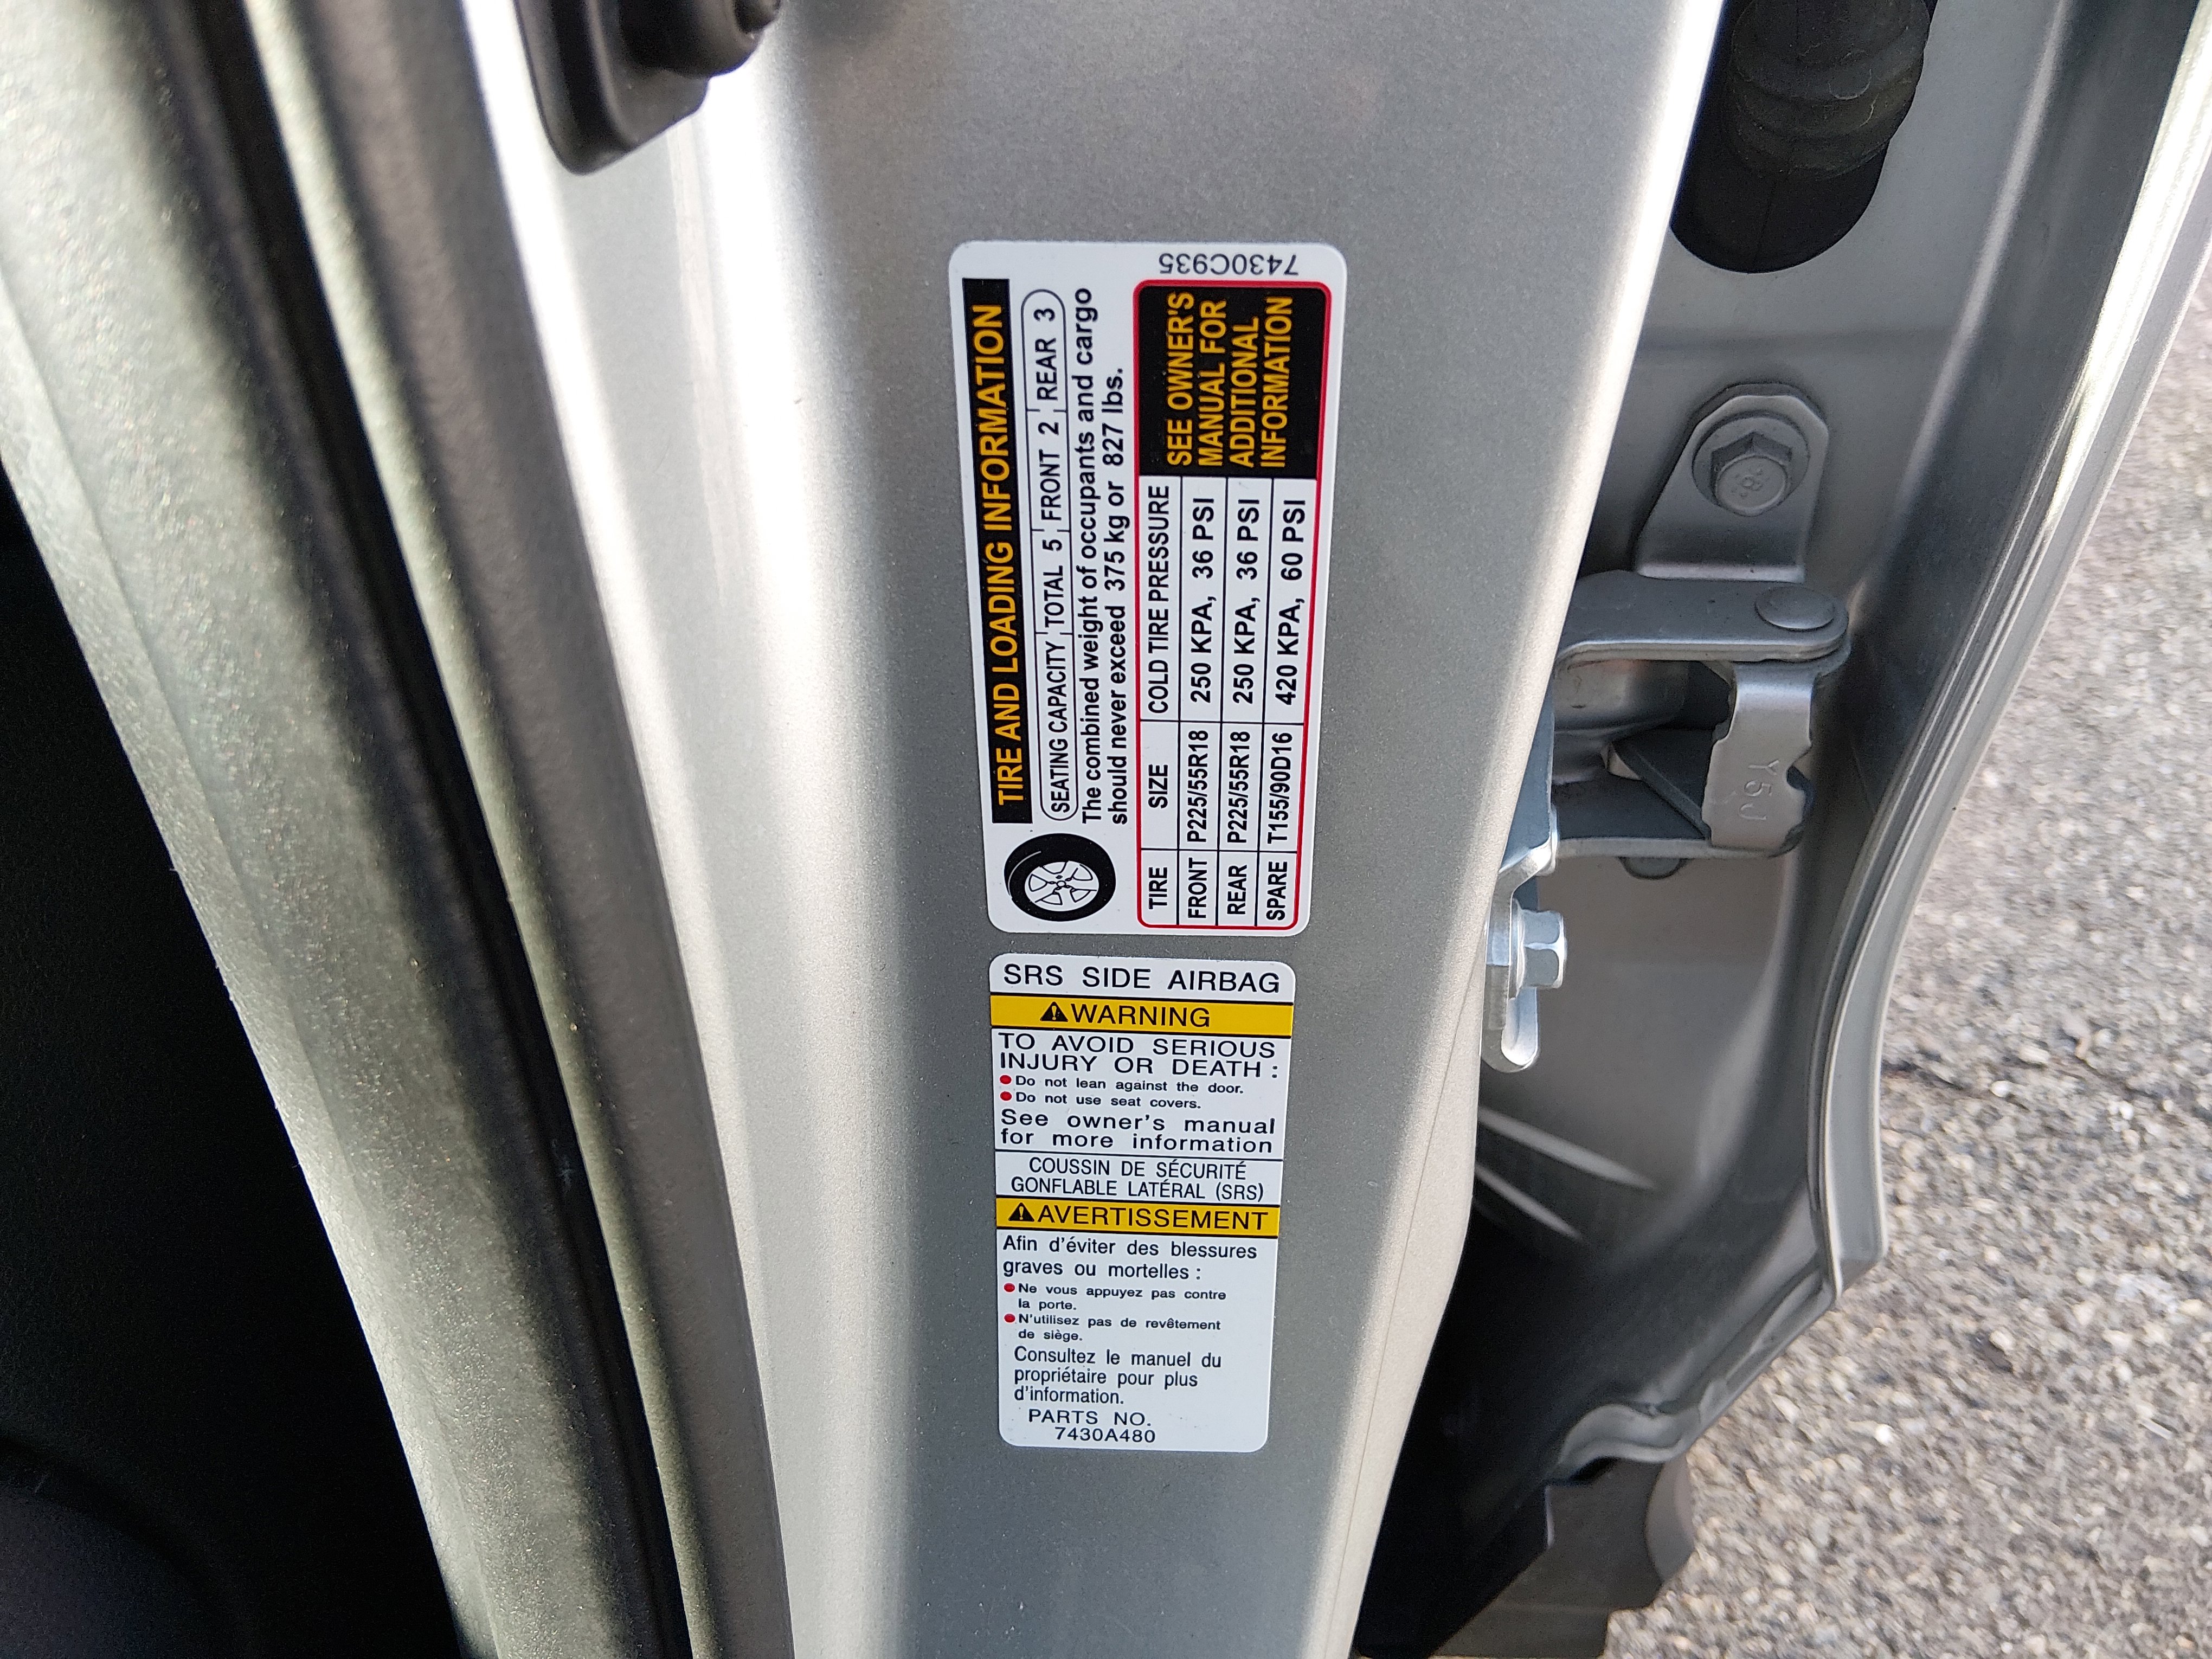 7430C935
TIRE AND LOADING INFORMATION
SEATING CAPACITY TOTAL 5 FRONT 2 REAR 3
The combined weight of occupants and cargo
should never exceed 375 kg or 827 lbs.
TIRE SIZE COLD TIRE PRESSURE
FRONT P225/55R18 250 KPA, 36 PSI
REAR P225/55R18 250 KPA, 36 PSI
SPARE T155/90D16 420 KPA, 60 PSI
SEE OWNER'S
MANUAL FOR
ADDITIONAL
INFORMATION
SRS SIDE AIRBAG
WARNING
TO AVOID SERIOUS
INJURY OR DEATH :
Do not lean against the door.
Do not use seat covers.
See owner's manual
for more information
COUSSIN DE SÉCURITÉ
GONFLABLE LATÉRAL (SRS)
AVERTISSEMENT
Afin d'éviter des blessures
graves ou mortelles :
Ne vous appuyez pas contre
la porte.
N'utilisez pas de revêtement
de siège.
Consultez le manuel du
propriétaire pour plus
d'information.
PARTS NO.
7430A480
8
Y5J